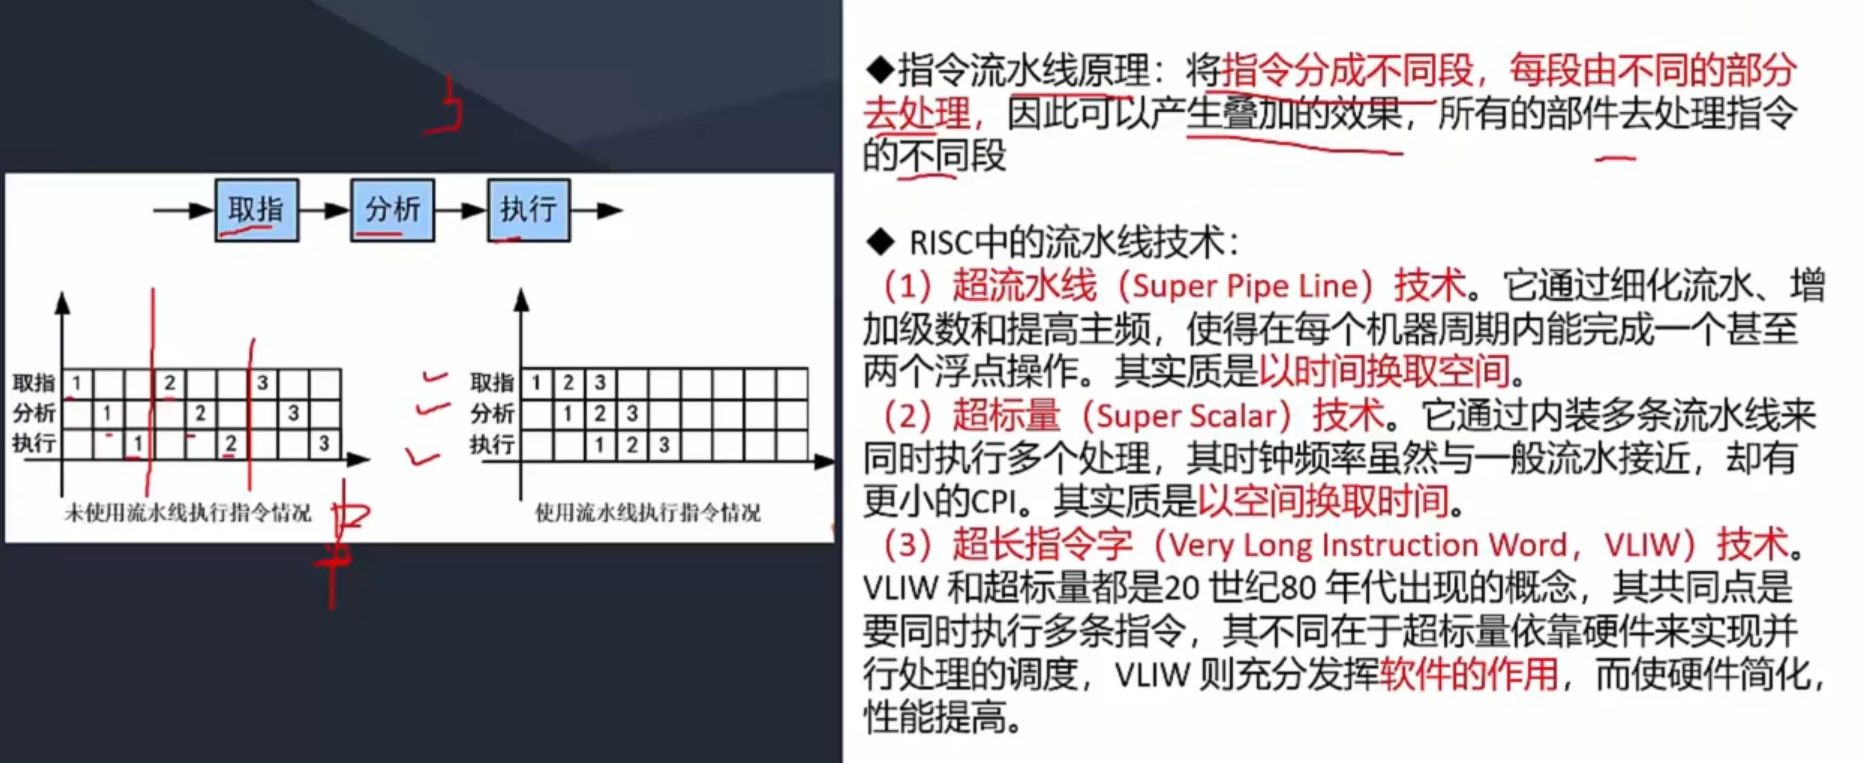 取指 分析 执行
取指 1 2 3
分析 1 2 3
执行 1 2 3
未使用流水线执行指令情况
取指 1 2 3
分析 1 2 3
执行 1 2 3
使用流水线执行指令情况
◆指令流水线原理：将指令分成不同段，每段由不同的部分
去处理，因此可以产生叠加的效果，所有的部件去处理指令
的不同段
◆ RISC中的流水线技术：
（1）超流水线（Super Pipe Line）技术。它通过细化流水、增
加级数和提高主频，使得在每个机器周期内能完成一个甚至
两个浮点操作。其实质是以时间换取空间。
（2）超标量（Super Scalar）技术。它通过内装多条流水线来
同时执行多个处理，其时钟频率虽然与一般流水接近，却有
更小的CPI。其实质是以空间换取时间。
（3）超长指令字（Very Long Instruction Word，VLIW）技术。
VLIW 和超标量都是20 世纪80 年代出现的概念，其共同点是
要同时执行多条指令，其不同在于超标量依靠硬件来实现并
行处理的调度，VLIW 则充分发挥软件的作用，而使硬件简化，
性能提高。